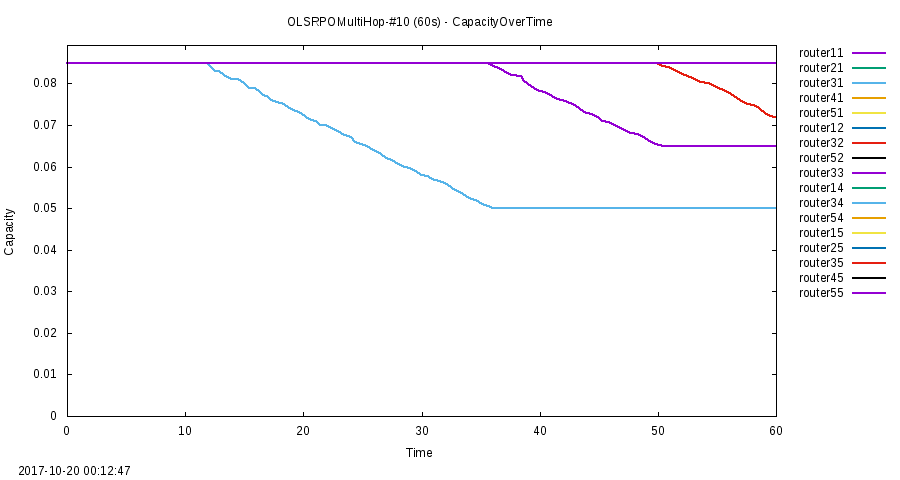 OLSRPOMultiHop-#10 (60s) - CapacityOverTime
router11
router21
router31
router41
router51
router12
router32
router52
router33
router14
router34
router54
router15
router25
router35
router45
router55
0.08
0.07
0.06
0.05
0.04
0.03
0.02
0.01
0
Capacity
0 10 20 30 40 50 60
Time
2017-10-20 00:12:47